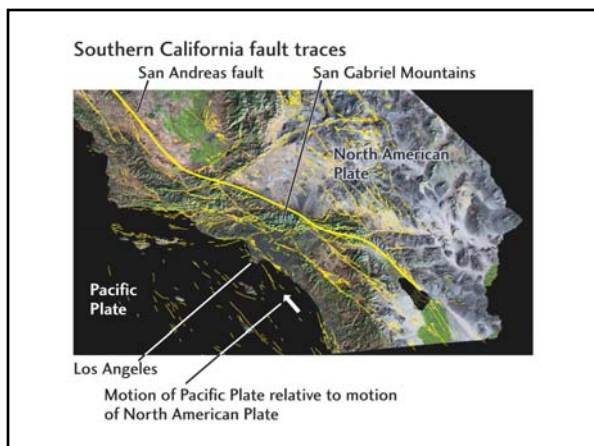 Southern California fault traces
San Andreas fault
San Gabriel Mountains
North American
Plate
Pacific
Plate
Los Angeles
Motion of Pacific Plate relative to motion
of North American Plate